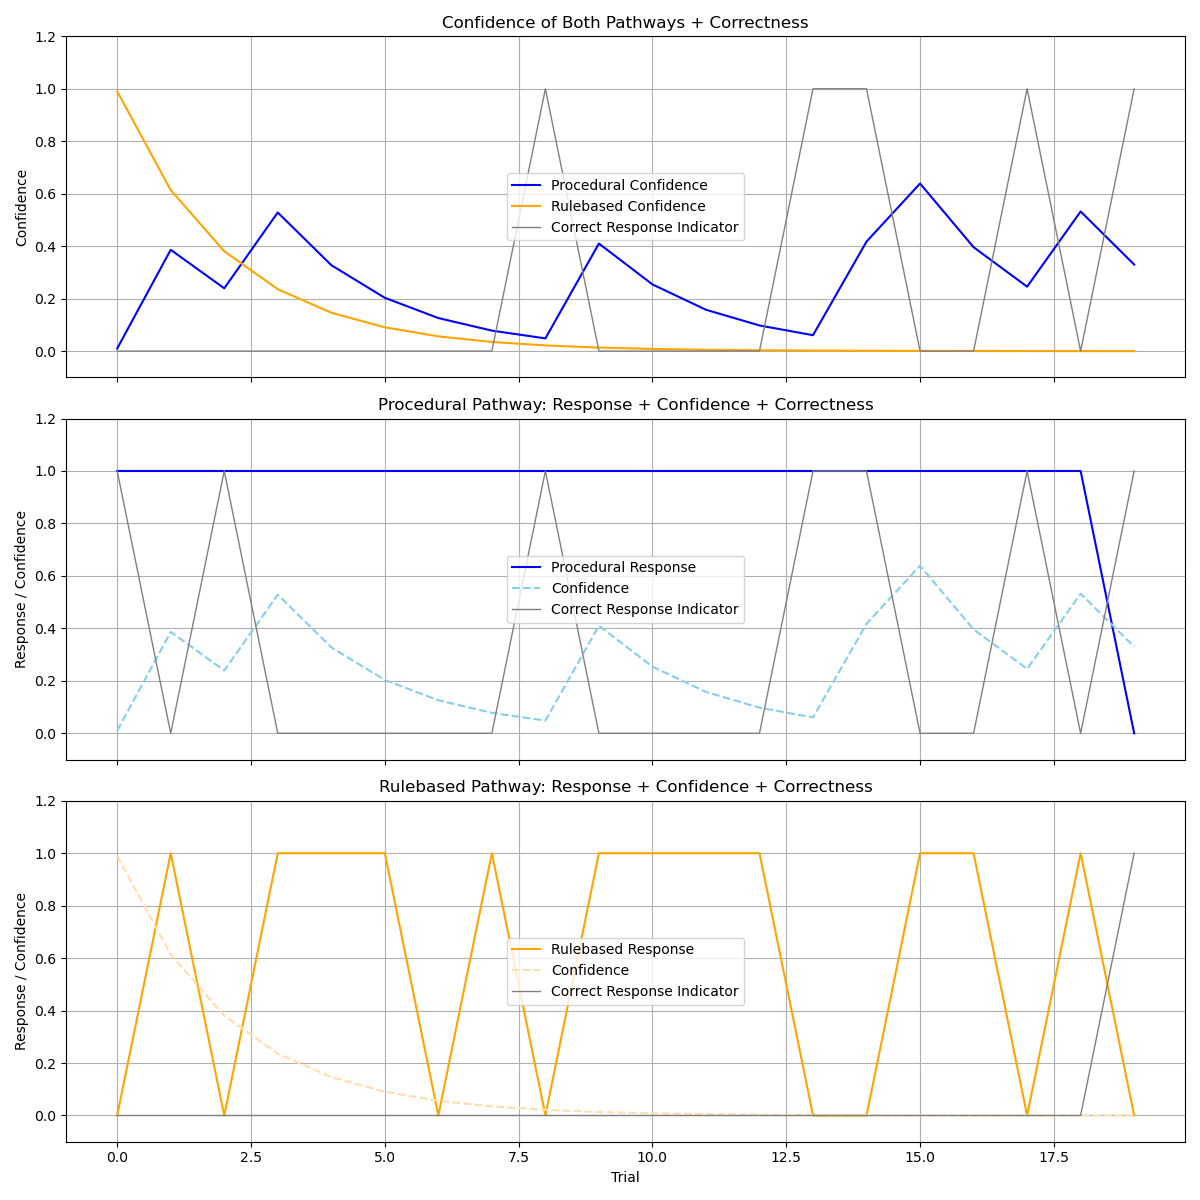 Confidence of Both Pathways + Correctness
1.2
1.0
0.8
0.6
0.4
0.2
0.0
Confidence
Procedural Confidence
Rulebased Confidence
Correct Response Indicator
Procedural Pathway: Response + Confidence + Correctness
1.2
1.0
0.8
0.6
0.4
0.2
0.0
Response / Confidence
Procedural Response
Confidence
Correct Response Indicator
Rulebased Pathway: Response + Confidence + Correctness
1.2
1.0
0.8
0.6
0.4
0.2
0.0
Response / Confidence
Rulebased Response
Confidence
Correct Response Indicator
0.0 2.5 5.0 7.5 10.0 12.5 15.0 17.5
Trial